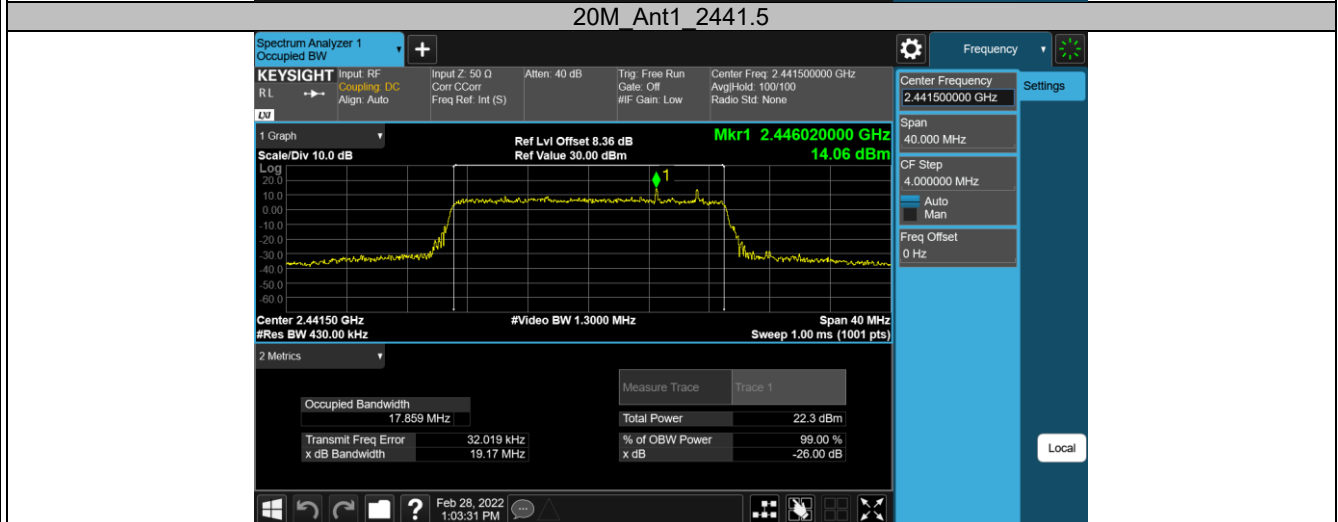 20M_Ant1_2441.5
Spectrum Analyzer 1
Occupied BW
+
Frequency
KEYSIGHT
RL
LXI
Input: RF
Coupling: DC
Align: Auto
Input Z: 50 Ω
Corr CCorr
Freq Ref: Int (S)
Atten: 40 dB
Trig: Free Run
Gate: Off
#IF Gain: Low
Center Freq: 2.441500000 GHz
Avg|Hold: 100/100
Radio Std: None
Center Frequency
2.441500000 GHz
Settings
Span
40.000 MHz
CF Step
4.000000 MHz
Auto
Man
Freq Offset
0 Hz
1 Graph
Scale/Div 10.0 dB
Ref Lvl Offset 8.36 dB
Ref Value 30.00 dBm
Mkr1 2.446020000 GHz
14.06 dBm
Log
20.0
10.0
0.00
-10.0
-20.0
-30.0
-40.0
-50.0
-60.0
1
Center 2.44150 GHz
#Video BW 1.3000 MHz
Span 40 MHz
#Res BW 430.00 kHz
Sweep 1.00 ms (1001 pts)
2 Metrics
Measure Trace Trace 1
Occupied Bandwidth
17.859 MHz
Total Power 22.3 dBm
Transmit Freq Error 32.019 kHz
% of OBW Power 99.00 %
x dB Bandwidth 19.17 MHz
x dB -26.00 dB
Local
?
Feb 28, 2022
1:03:31 PM